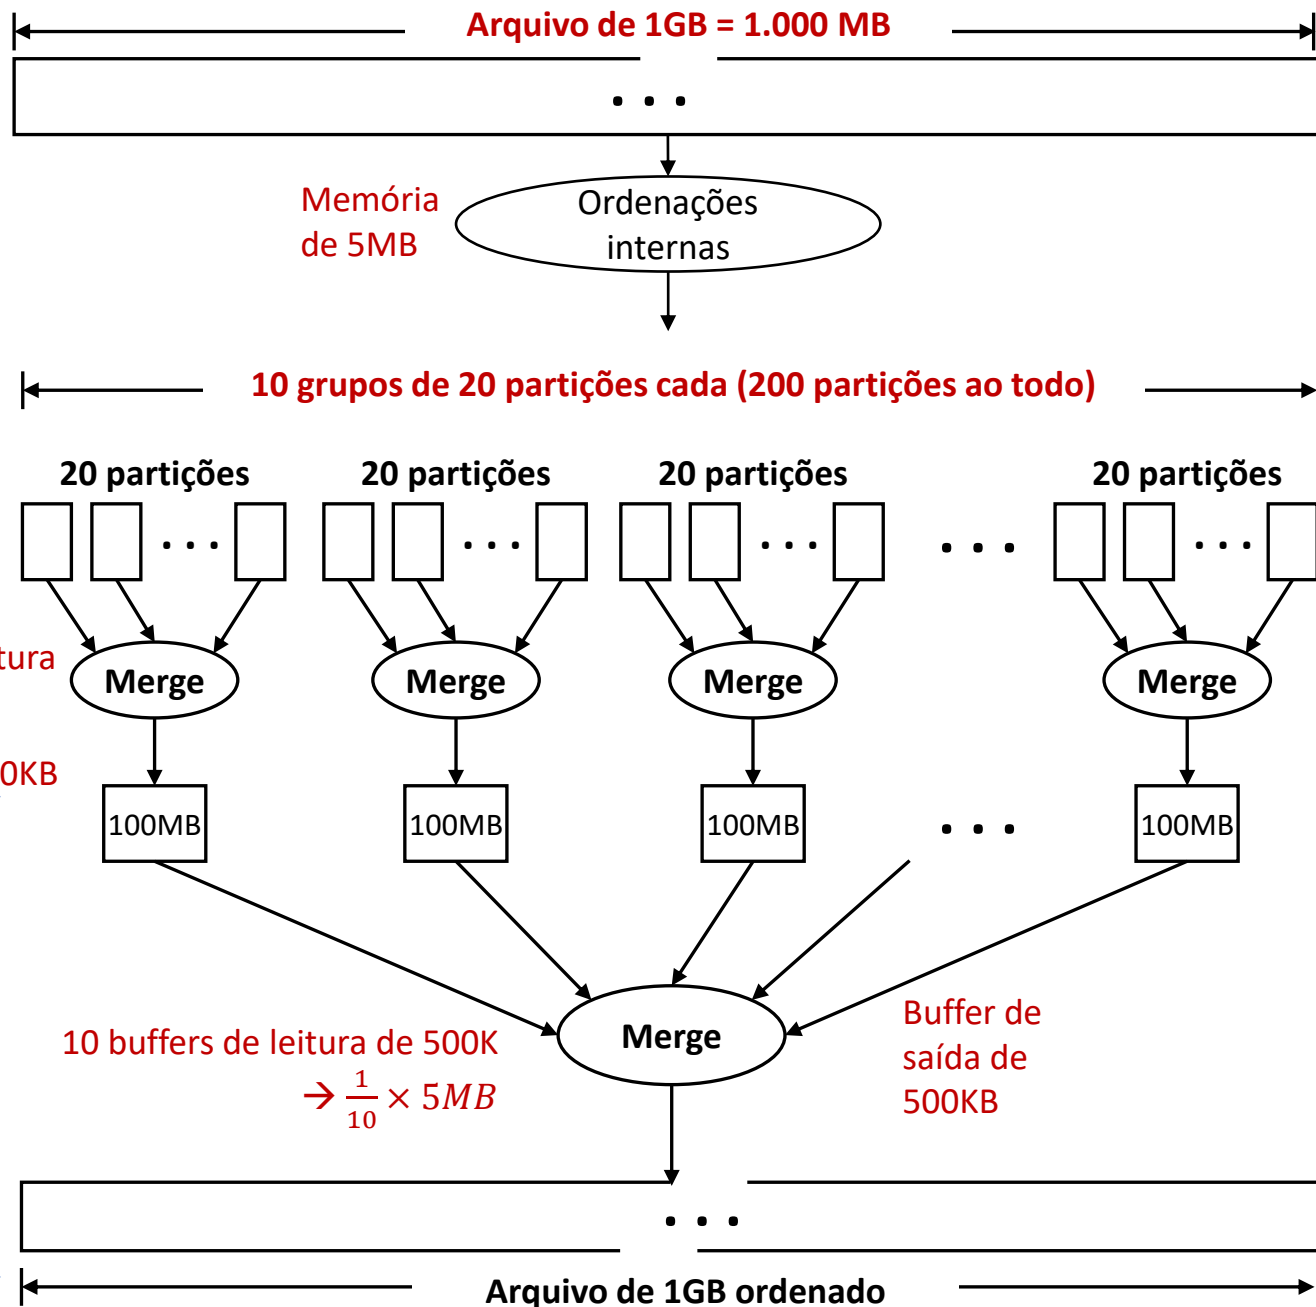 Arquivo de 1GB = 1.000 MB
. . .
Memória
de 5MB
Ordenações
internas
10 grupos de 20 partições cada (200 partições ao todo)
20 partições
20 partições
20 partições
20 partições
. . .
. . .
. . .
. . .
. . .
tura
Merge
Merge
Merge
Merge
0KB
100MB
100MB
100MB
. . .
100MB
10 buffers de leitura de 500K
→ 1/10 × 5MB
Merge
Buffer de
saída de
500KB
. . .
Arquivo de 1GB ordenado